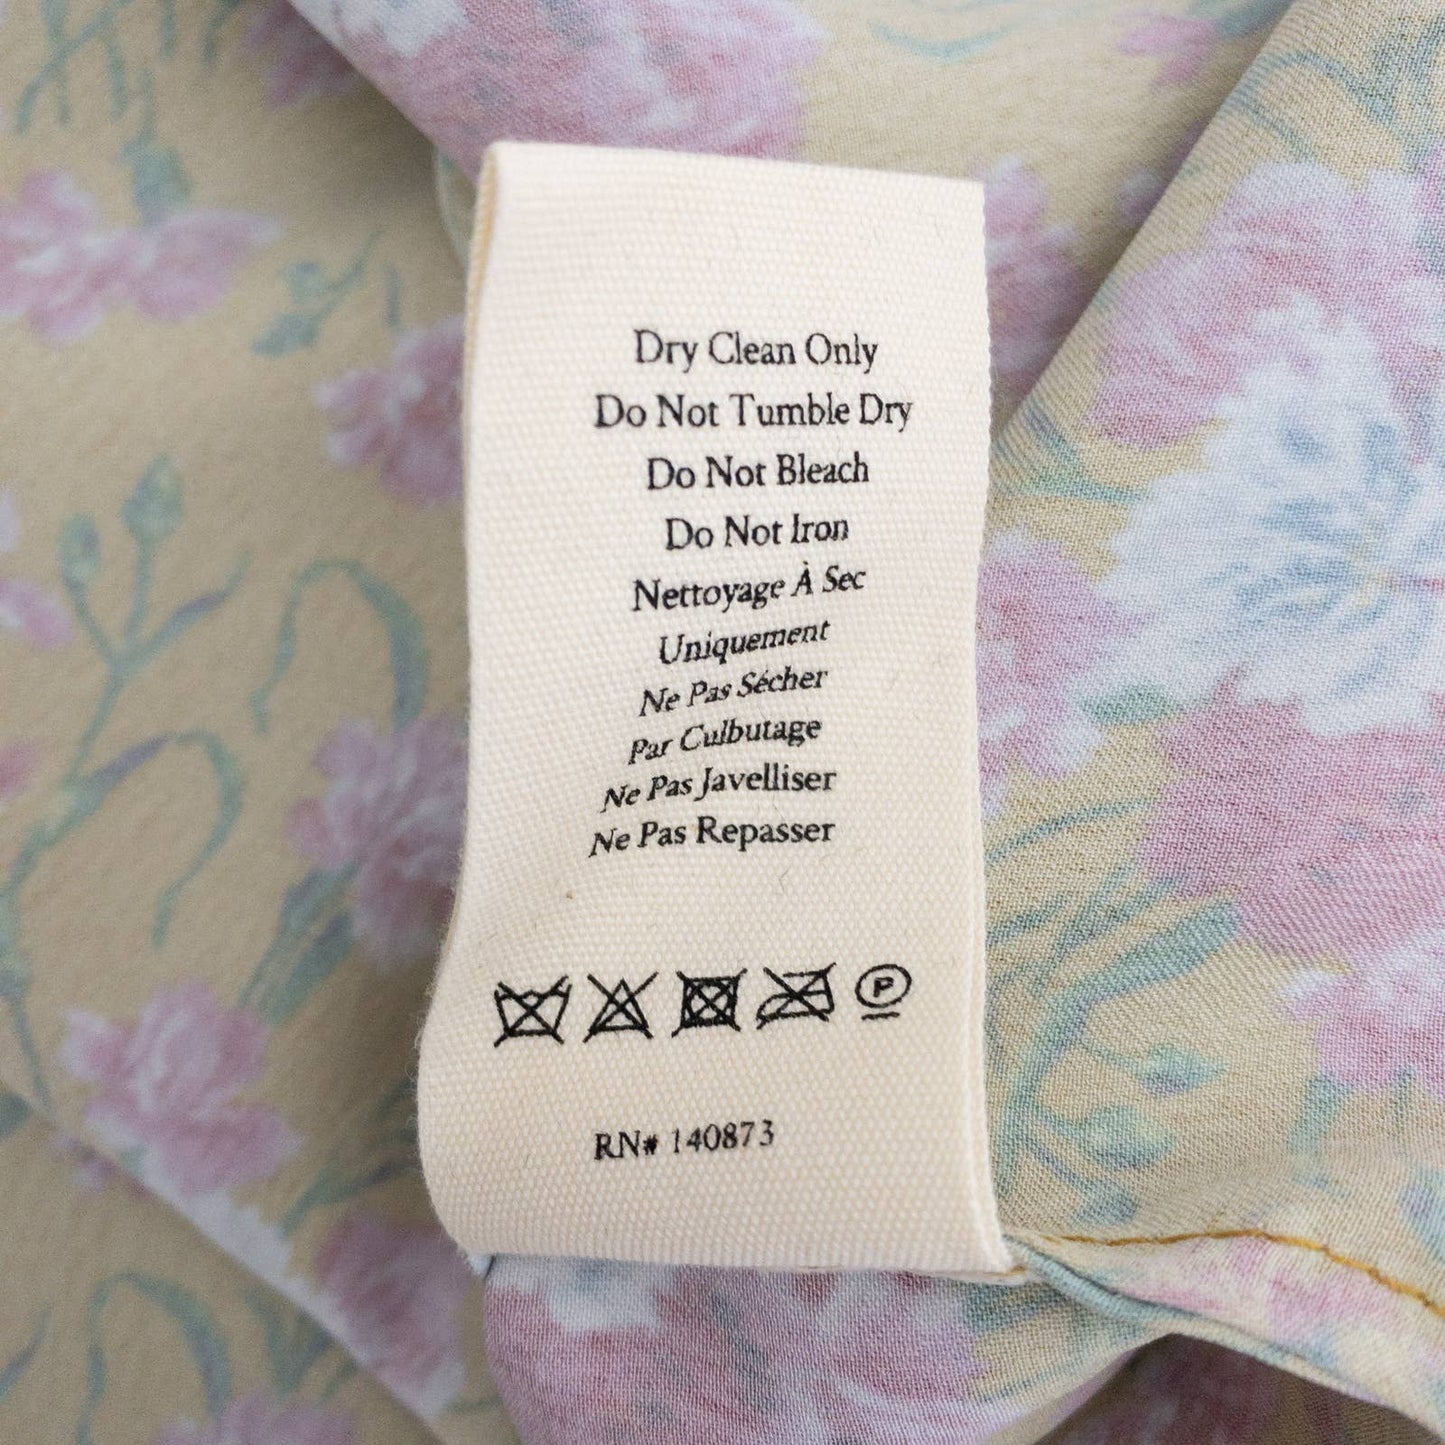 Dry Clean Only
Do Not Tumble Dry
Do Not Bleach
Do Not Iron
Nettoyage À Sec
Uniquement
Ne Pas Sécher
Par Culbutage
Ne Pas Javelliser
Ne Pas Repasser
P
RN# 140873